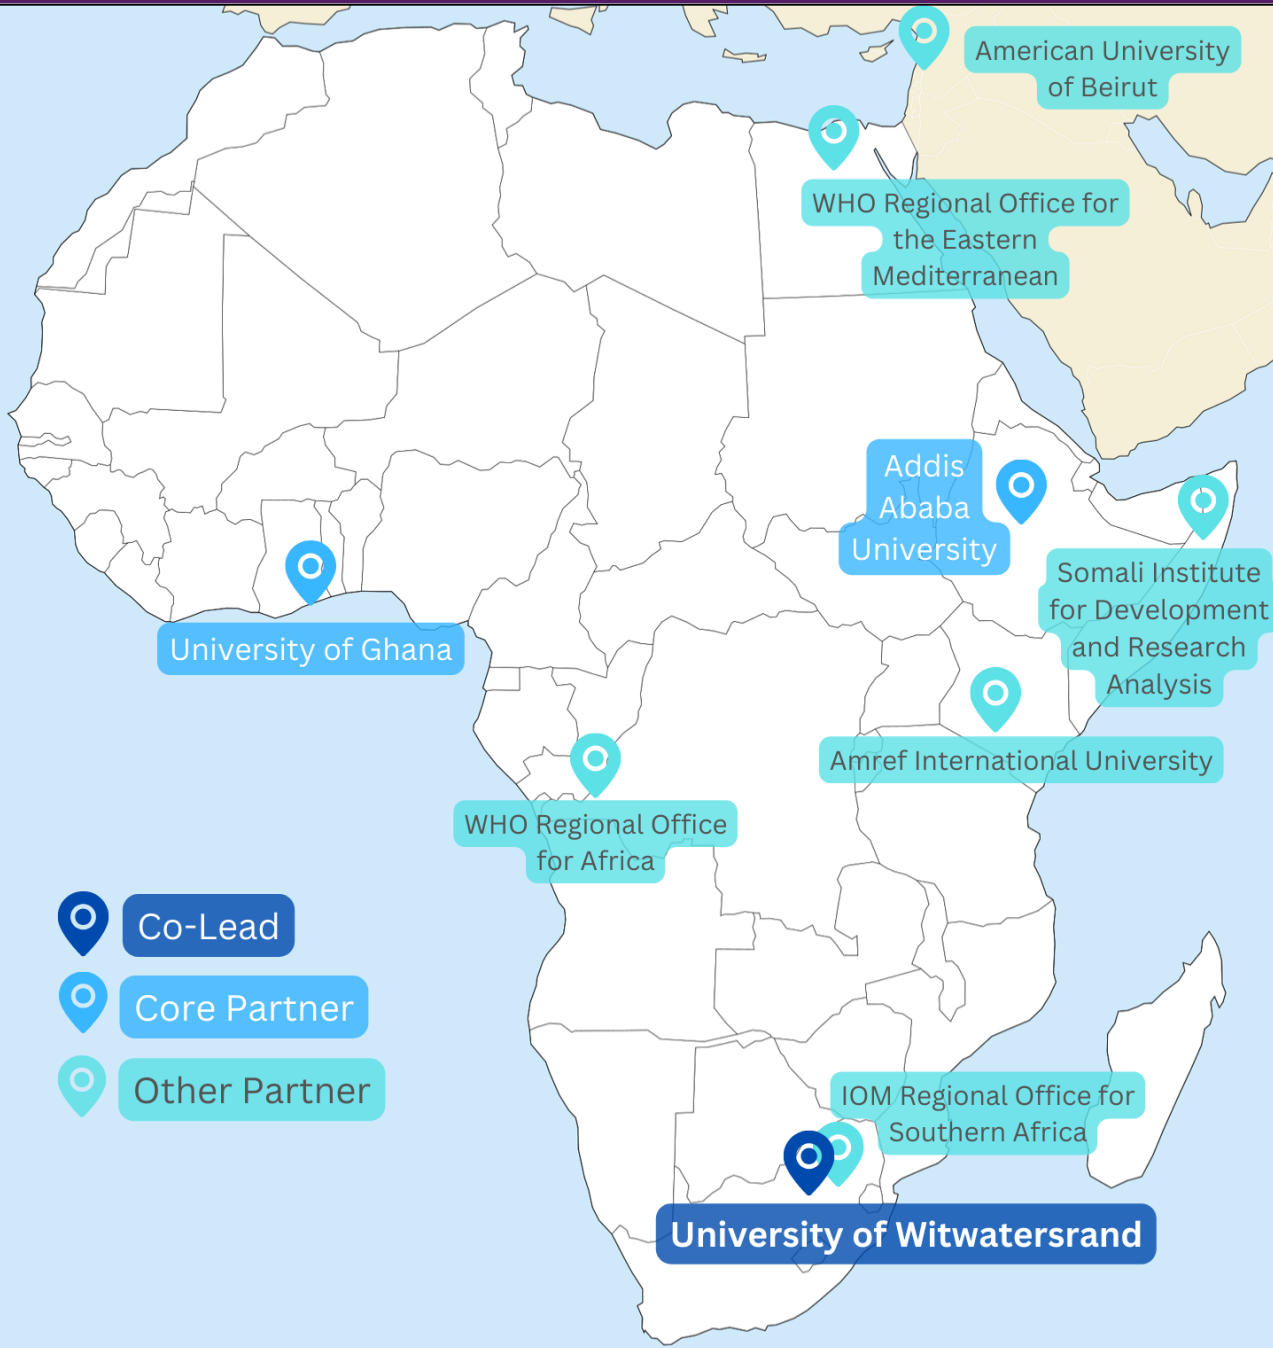 American University
of Beirut
WHO Regional Office for
the Eastern
Mediterranean
Addis
Ababa
University
Somali Institute
for Development
and Research
Analysis
University of Ghana
Amref International University
WHO Regional Office
for Africa
Co-Lead
Core Partner
Other Partner
IOM Regional Office for
Southern Africa
University of Witwatersrand